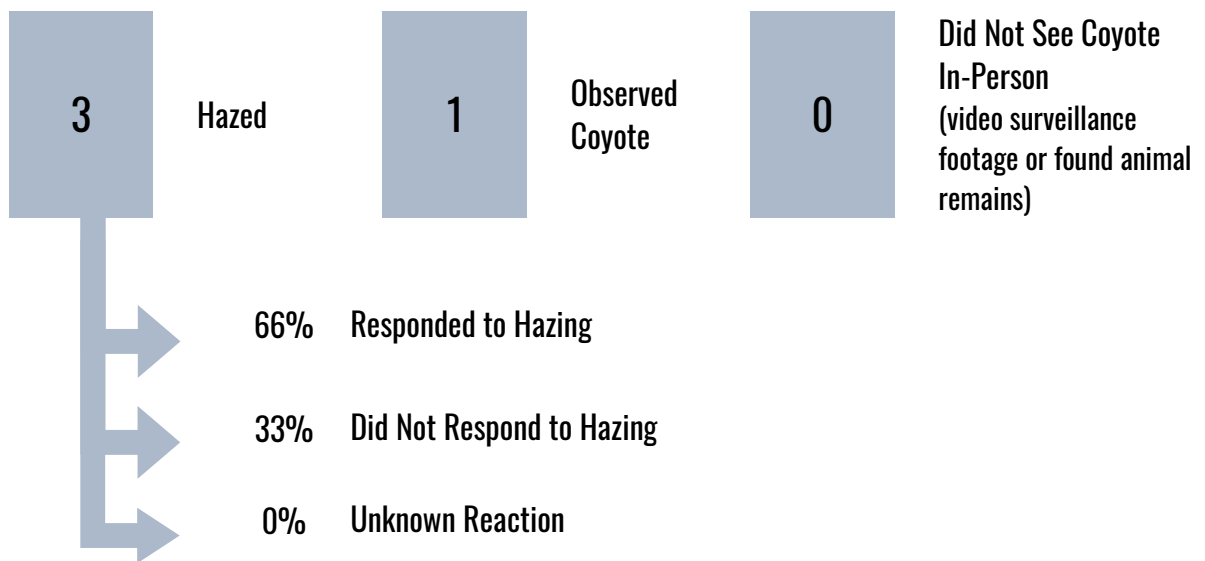 3
Hazed
1
Observed
Coyote
0
Did Not See Coyote
In-Person
(video surveillance
footage or found animal
remains)
66% Responded to Hazing
33% Did Not Respond to Hazing
0% Unknown Reaction